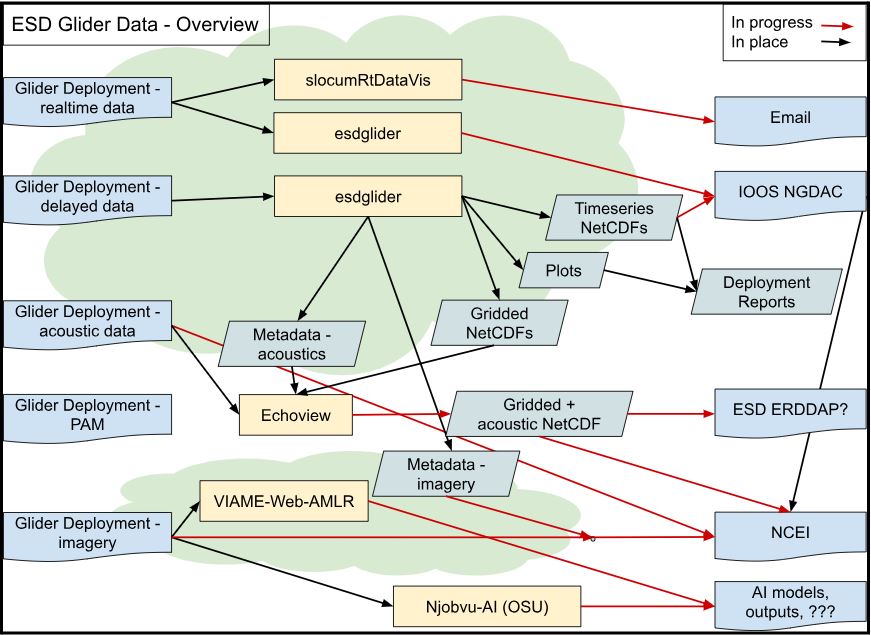 ESD Glider Data - Overview
In progress
In place
Glider Deployment -
realtime data
slocumRtDataVis
Email
esdglider
Glider Deployment -
delayed data
esdglider
Timeseries
NetCDFs
IOOS NGDAC
Plots
Deployment
Reports
Glider Deployment -
acoustic data
Metadata -
acoustics
Gridded
NetCDFs
Glider Deployment -
PAM
Echoview
Gridded +
acoustic NetCDF
ESD ERDDAP?
Metadata -
imagery
VIAME-Web-AMLR
Glider Deployment -
imagery
NCEI
Njobvu-AI (OSU)
AI models,
outputs, ???